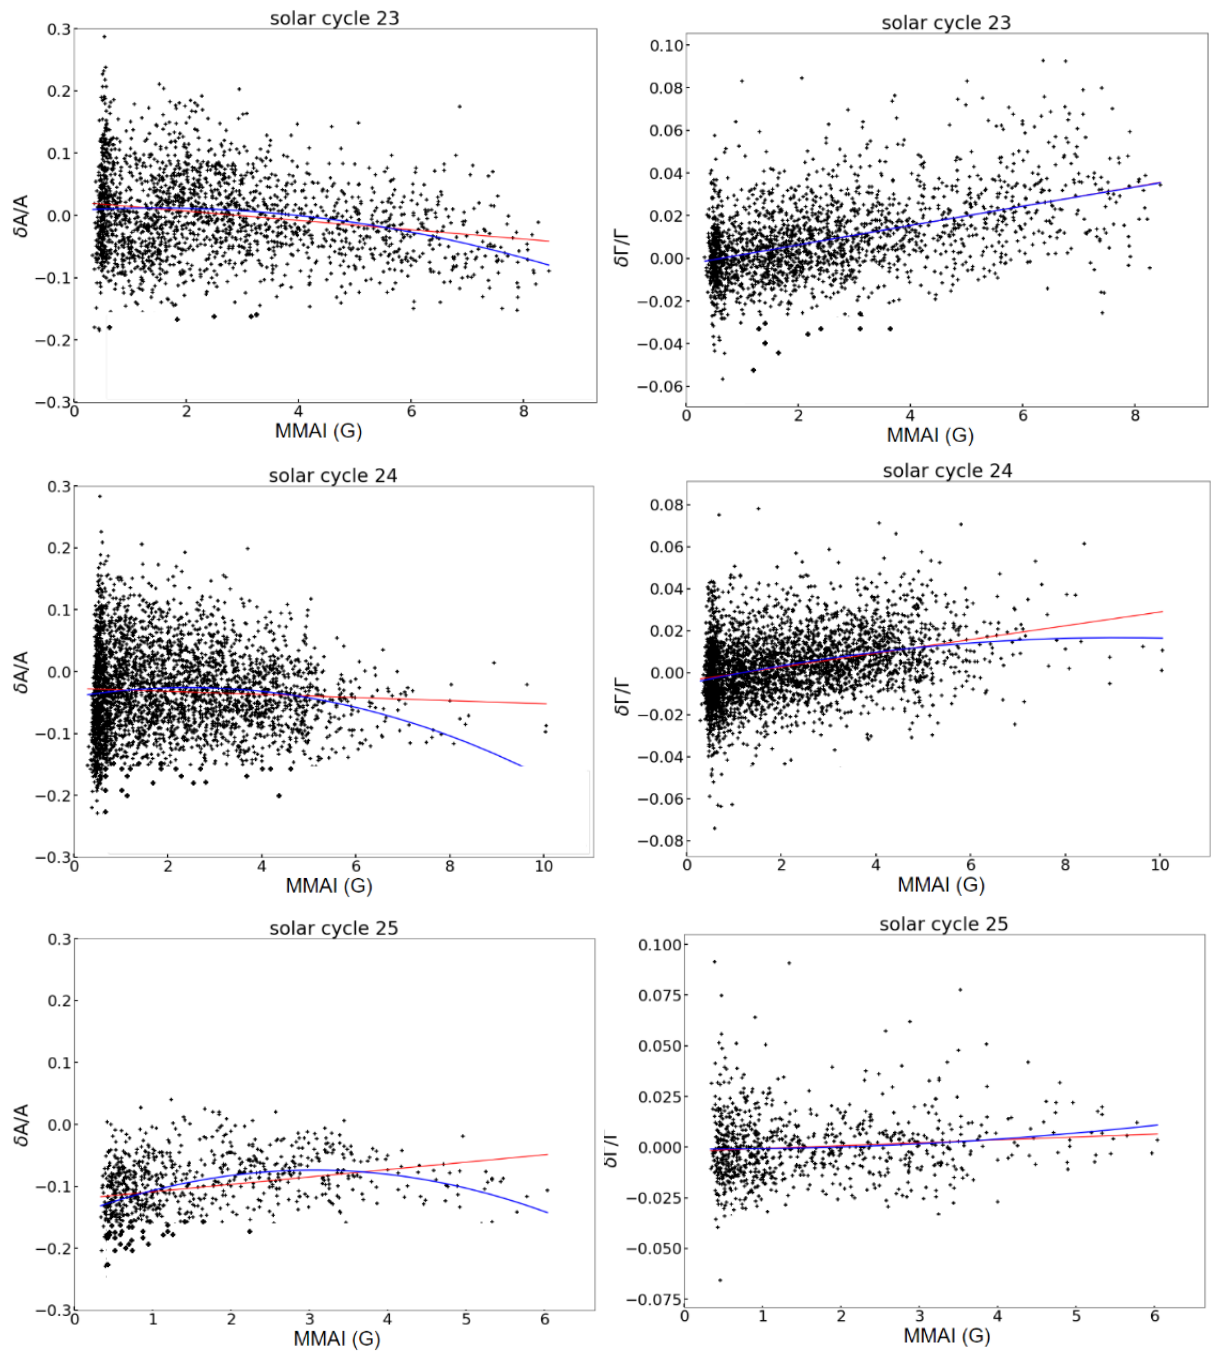 solar cycle 23
0.3
0.2
0.1
0.0
−0.1
−0.2
−0.3
δA/A
0 2 4 6 8
MMAI (G)
solar cycle 23
0.10
0.08
0.06
0.04
0.02
0.00
−0.02
−0.04
−0.06
δΓ/Γ
0 2 4 6 8
MMAI (G)
solar cycle 24
0.3
0.2
0.1
0.0
−0.1
−0.2
−0.3
δA/A
0 2 4 6 8 10
MMAI (G)
solar cycle 24
0.08
0.06
0.04
0.02
0.00
−0.02
−0.04
−0.06
−0.08
δΓ/Γ
0 2 4 6 8 10
MMAI (G)
solar cycle 25
0.3
0.2
0.1
0.0
−0.1
−0.2
−0.3
δA/A
0 1 2 3 4 5 6
MMAI (G)
solar cycle 25
0.100
0.075
0.050
0.025
0.000
−0.025
−0.050
−0.075
δΓ/Γ
0 1 2 3 4 5 6
MMAI (G)